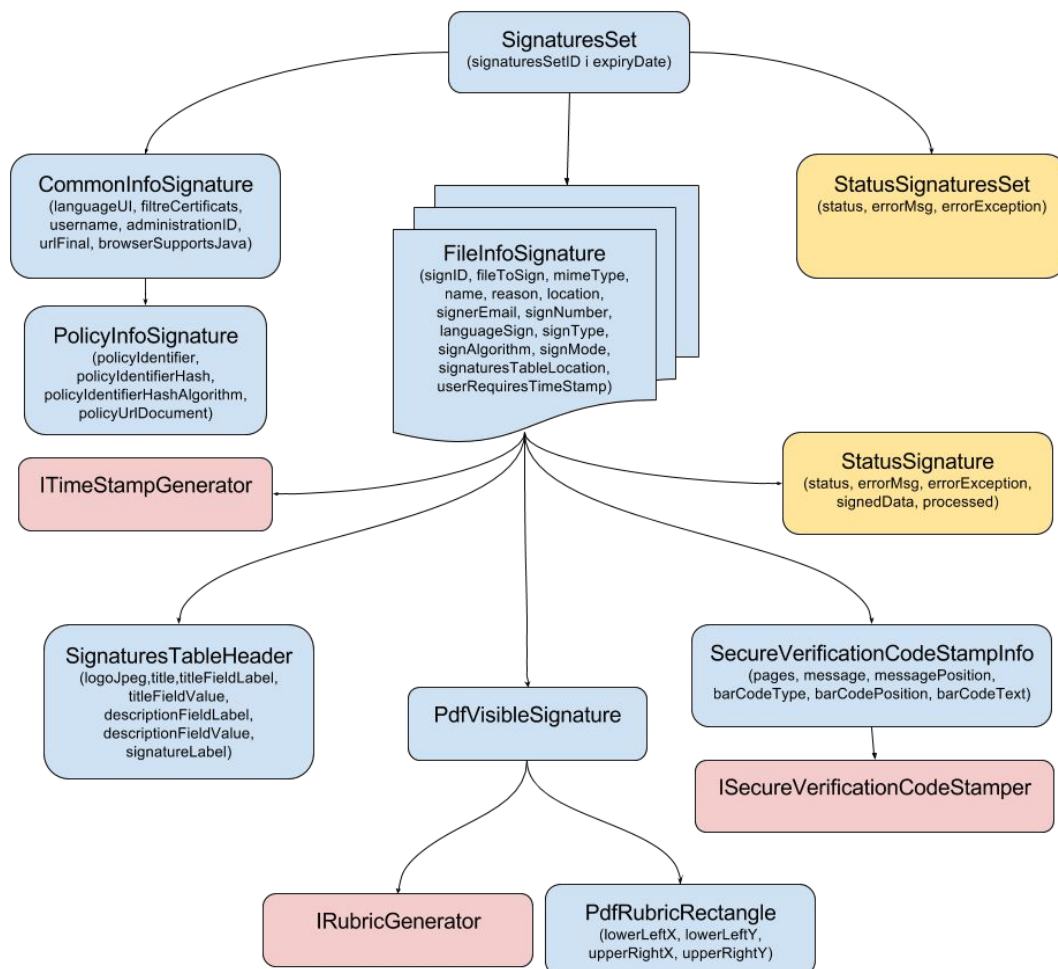 SignaturesSet
(signaturesSetID i expiryDate)
CommonInfoSignature
(languageUI, filtreCertificats,
username, administrationID,
urlFinal, browserSupportsJava)
StatusSignaturesSet
(status, errorMsg, errorException)
FileInfoSignature
(signID, fileToSign, mimeType,
name, reason, location,
signerEmail, signNumber,
languageSign, signType,
signAlgorithm, signMode,
signaturesTableLocation,
userRequiresTimeStamp)
PolicyInfoSignature
(policyIdentifier,
policyIdentifierHash,
policyIdentifierHashAlgorithm,
policyUrlDocument)
ITimeStampGenerator
StatusSignature
(status, errorMsg, errorException,
signedData, processed)
SignaturesTableHeader
(logoJpeg,title,titleFieldLabel,
titleFieldValue,
descriptionFieldLabel,
descriptionFieldValue,
signatureLabel)
PdfVisibleSignature
SecureVerificationCodeStampInfo
(pages, message, messagePosition,
barCodeType, barCodePosition, barCodeText)
ISecureVerificationCodeStamper
IRubricGenerator
PdfRubricRectangle
(lowerLeftX, lowerLeftY,
upperRightX, upperRightY)